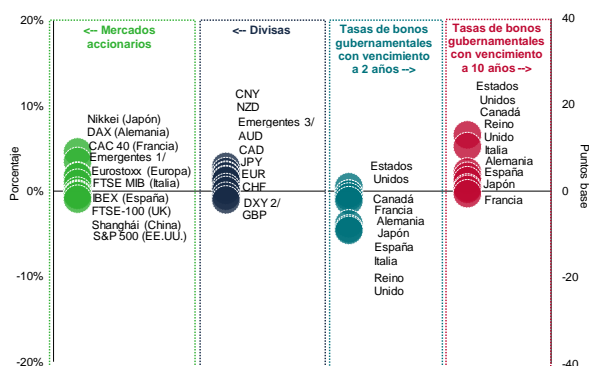 <-- Mercados
accionarios
<-- Divisas
Tasas de bonos
gubernamentales
con vencimiento
a 2 años -->
Tasas de bonos
gubernamentales
con vencimiento
a 10 años -->
20%
10%
0%
-10%
-20%
Porcentaje
Nikkei (Japón)
DAX (Alemania)
CAC 40 (Francia)
Emergentes 1/
Eurostoxx (Europa)
FTSE MIB (Italia)
IBEX (España)
FTSE-100 (UK)
Shanghái (China)
S&P 500 (EE.UU.)
CNY
NZD
Emergentes 3/
AUD
CAD
JPY
EUR
CHF
DXY 2/
GBP
Estados
Unidos
Canadá
Francia
Alemania
Japón
España
Italia
Reino
Unido
Estados
Unidos
Canadá
Reino
Unido
Italia
Alemania
España
Japón
Francia
40
20
0
-20
-40
Puntos base